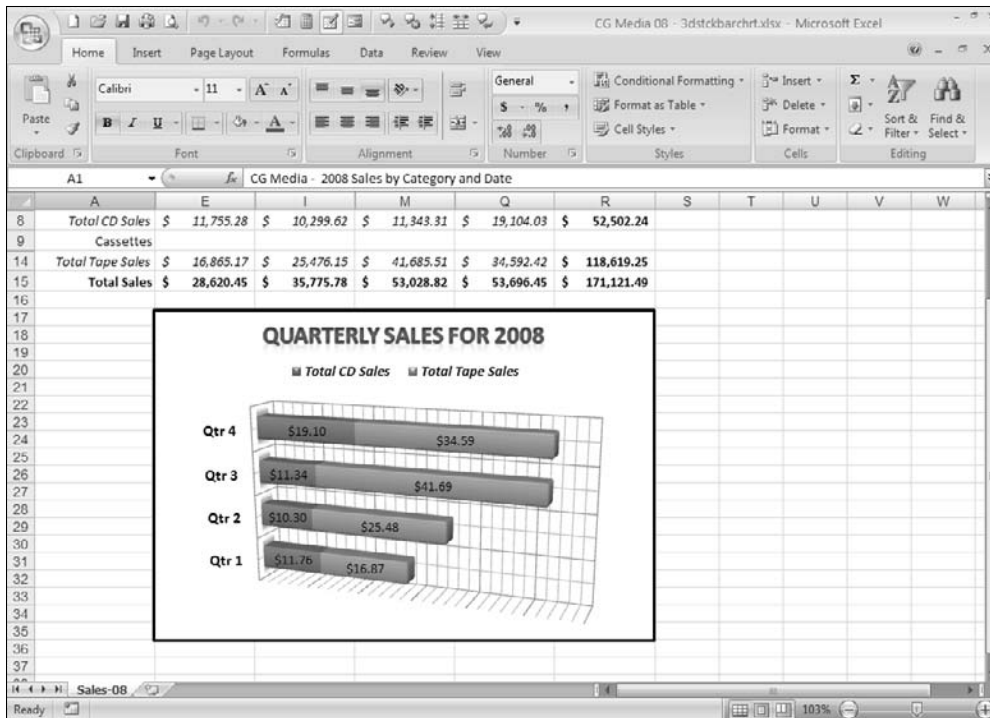 CG Media 08 - 3dstckbarchrt.xlsx - Microsoft Excel
Home Insert Page Layout Formulas Data Review View
Calibri 11 General Conditional Formatting Insert Σ
Paste B I U A $ % , Format as Table Delete Sort & Filter Find & Select
Cell Styles Format
Clipboard Font Alignment Number Styles Cells Editing
A1 fx CG Media - 2008 Sales by Category and Date
A E I M Q R S T U V W
8 Total CD Sales $ 11,755.28 $ 10,299.62 $ 11,343.31 $ 19,104.03 $ 52,502.24
9 Cassettes
14 Total Tape Sales $ 16,865.17 $ 25,476.15 $ 41,685.51 $ 34,592.42 $ 118,619.25
15 Total Sales $ 28,620.45 $ 35,775.78 $ 53,028.82 $ 53,696.45 $ 171,121.49
16
17
18 QUARTERLY SALES FOR 2008
19
20 Total CD Sales Total Tape Sales
21
22
23 Qtr 4 $19.10 $34.59
24
25
26 Qtr 3 $11.34 $41.69
27
28 Qtr 2 $10.30 $25.48
29
30
31 Qtr 1 $11.76 $16.87
32
33
34
35
36
37
Sales-08
Ready 103%